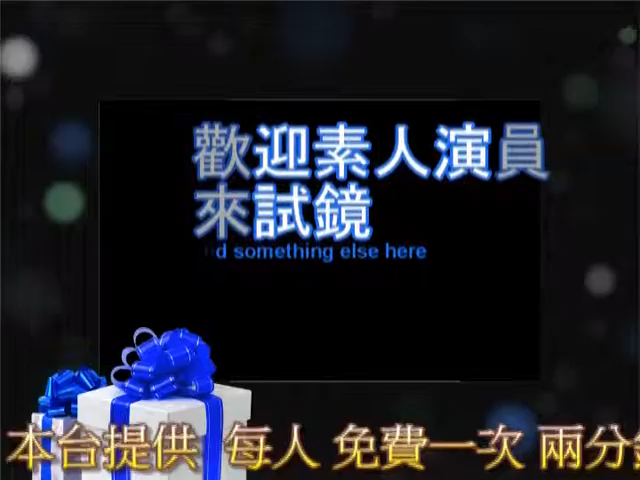 歡迎素人演員
來試鏡
d something else here
本台提供 每人 免費一次 兩分